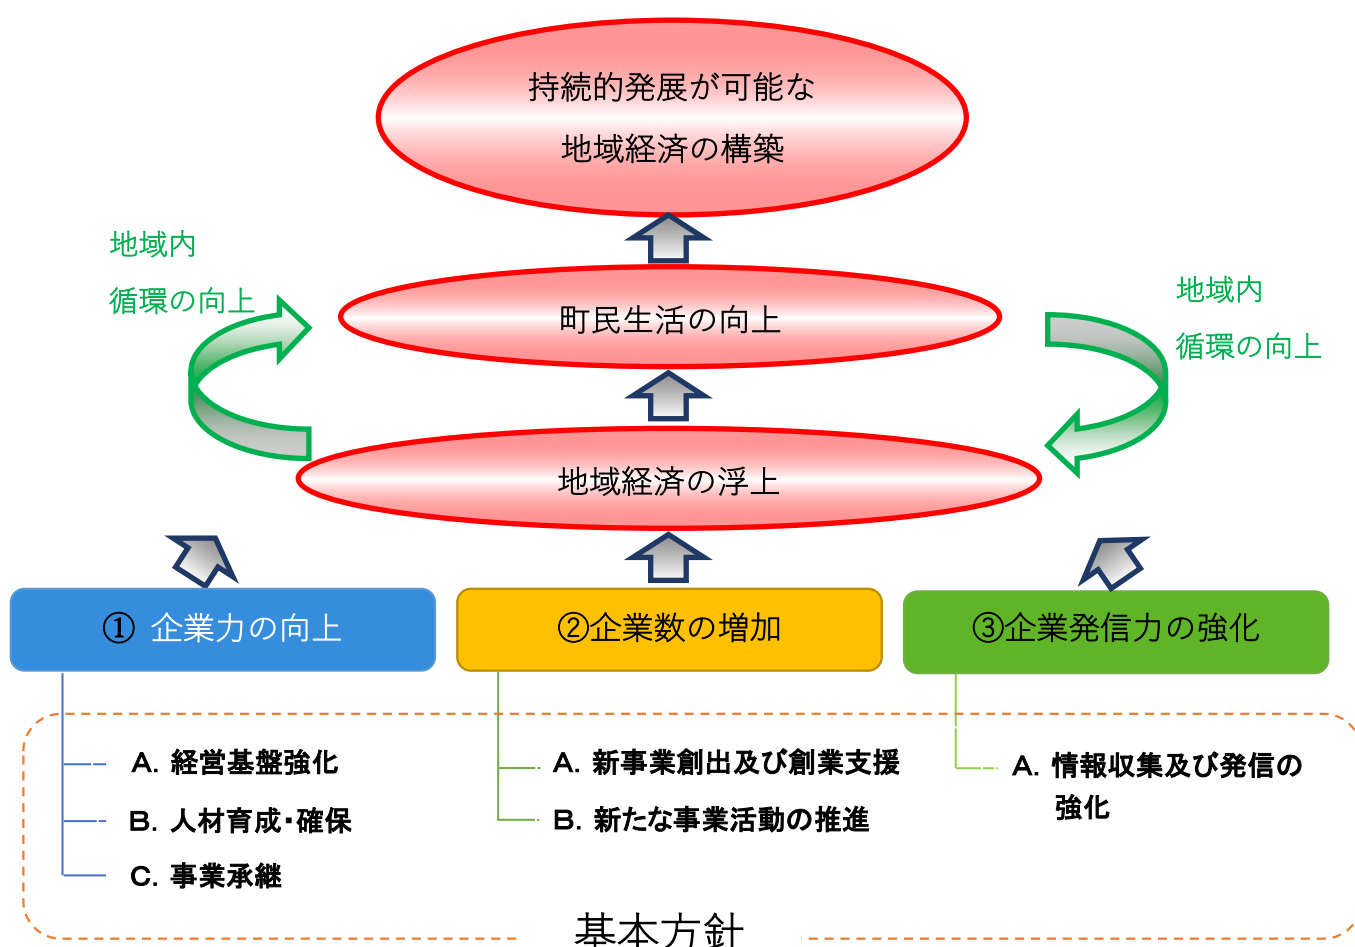 持続的発展が可能な
地域経済の構築
地域内
循環の向上
町民生活の向上
地域内
循環の向上
地域経済の浮上
① 企業力の向上
②企業数の増加
③企業発信力の強化
A. 経営基盤強化
B. 人材育成・確保
C. 事業承継
A. 新事業創出及び創業支援
B. 新たな事業活動の推進
A. 情報収集及び発信の
強化
基本方針